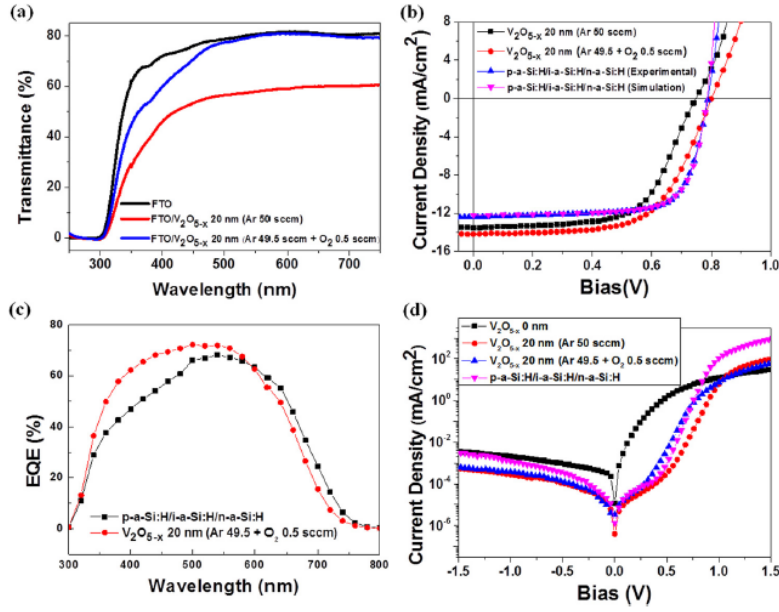 (a)
Transmittance (%)
80
60
40
20
0
FTO
FTO/V₂O₅₋ₓ 20 nm (Ar 50 sccm)
FTO/V₂O₅₋ₓ 20 nm (Ar 49.5 sccm + O₂ 0.5 sccm)
300 400 500 600 700
Wavelength (nm)
(b)
Current Density (mA/cm²)
8
4
0
-4
-8
-12
-16
V₂O₅₋ₓ 20 nm (Ar 50 sccm)
V₂O₅₋ₓ 20 nm (Ar 49.5 + O₂ 0.5 sccm)
p-a-Si:H/i-a-Si:H/n-a-Si:H (Experimental)
p-a-Si:H/i-a-Si:H/n-a-Si:H (Simulation)
0.0 0.2 0.4 0.6 0.8 1.0
Bias(V)
(c)
EQE (%)
80
60
40
20
0
p-a-Si:H/i-a-Si:H/n-a-Si:H
V₂O₅₋ₓ 20 nm (Ar 49.5 + O₂ 0.5 sccm)
300 400 500 600 700 800
Wavelength (nm)
(d)
Current Density (mA/cm²)
10²
10⁰
10⁻²
10⁻⁴
10⁻⁶
V₂O₅₋ₓ 0 nm
V₂O₅₋ₓ 20 nm (Ar 50 sccm)
V₂O₅₋ₓ 20 nm (Ar 49.5 + O₂ 0.5 sccm)
p-a-Si:H/i-a-Si:H/n-a-Si:H
-1.5 -1.0 -0.5 0.0 0.5 1.0 1.5
Bias (V)